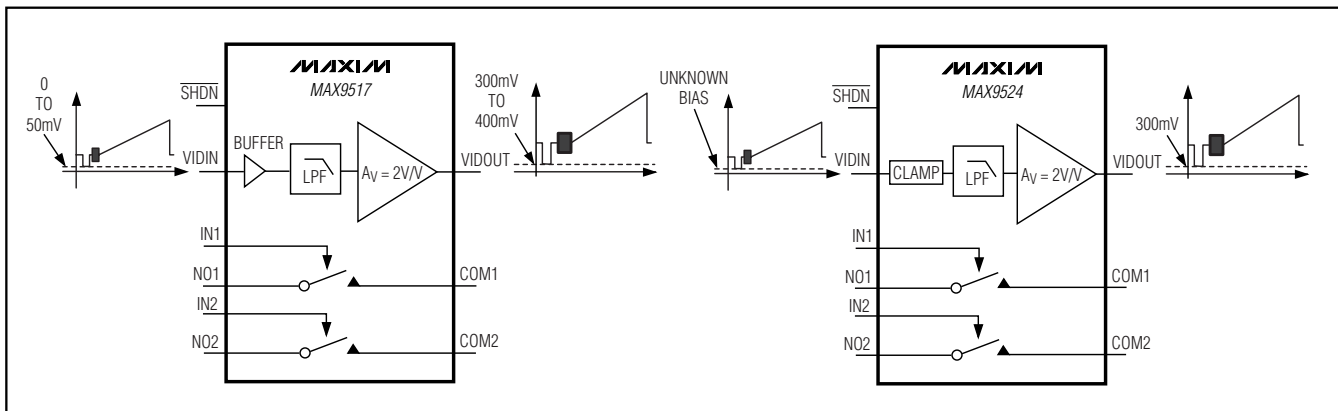 MAXIM
MAX9517
SHDN
0
TO
50mV
VIDIN
BUFFER
LPF
AV = 2V/V
VIDOUT
300mV
TO
400mV
IN1
NO1
COM1
IN2
NO2
COM2
MAXIM
MAX9524
SHDN
UNKNOWN
BIAS
VIDIN
CLAMP
LPF
AV = 2V/V
VIDOUT
300mV
IN1
NO1
COM1
IN2
NO2
COM2